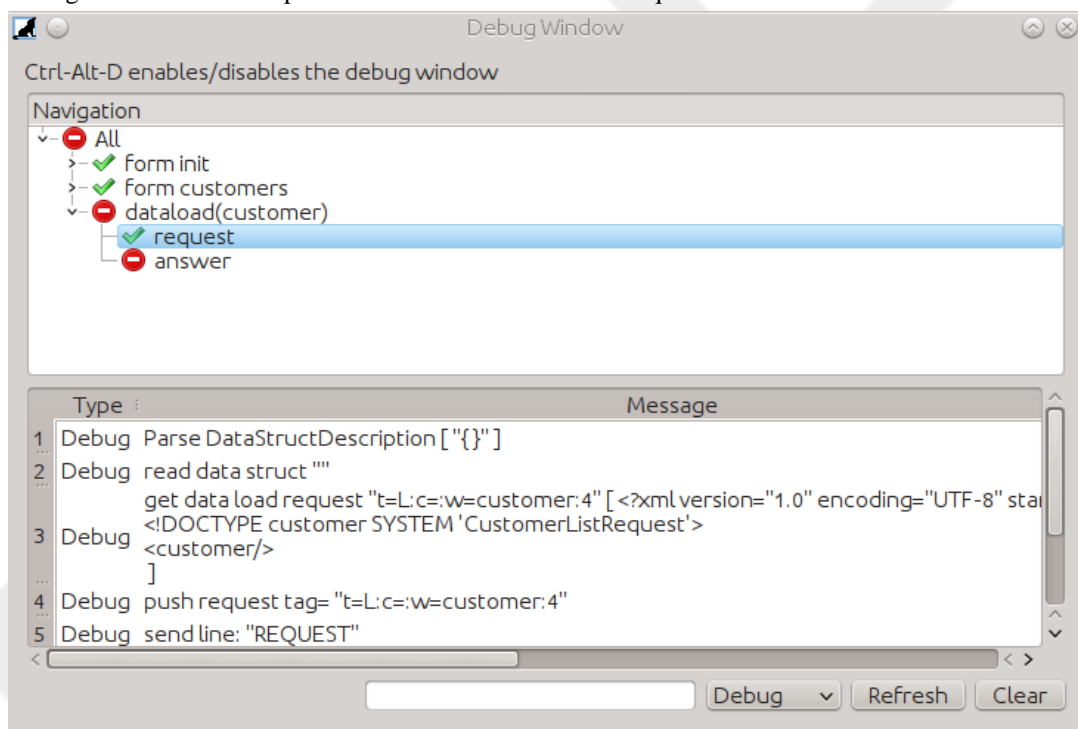 Debug Window
Ctrl-Alt-D enables/disables the debug window
Navigation
All
form init
form customers
dataload(customer)
request
answer
Type Message
1 Debug Parse DataStructDescription ["{}"]
2 Debug read data struct ""
get data load request "t=L:c=:w=customer:4" [ <?xml version="1.0" encoding="UTF-8"
<!DOCTYPE customer SYSTEM 'CustomerListRequest'>
3 Debug <customer/>
]
4 Debug push request tag= "t=L:c=:w=customer:4"
5 Debug send line: "REQUEST"
Debug Refresh Clear